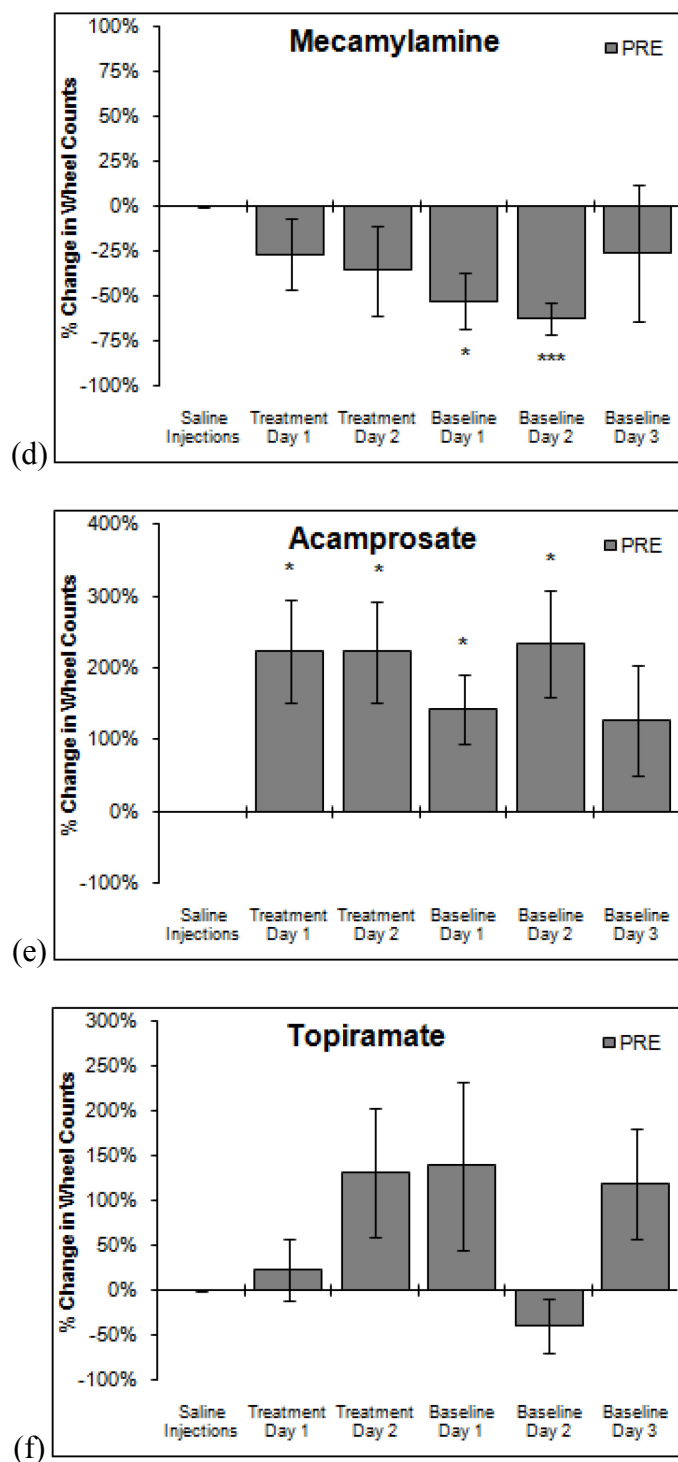 Mecamylamine
PRE
% Change in Wheel Counts
100%
75%
50%
25%
0%
-25%
-50%
-75%
-100%
*
***
Saline Injections
Treatment Day 1
Treatment Day 2
Baseline Day 1
Baseline Day 2
Baseline Day 3
(d)
Acamprosate
PRE
% Change in Wheel Counts
400%
300%
200%
100%
0%
-100%
*
*
*
*
Saline Injections
Treatment Day 1
Treatment Day 2
Baseline Day 1
Baseline Day 2
Baseline Day 3
(e)
Topiramate
PRE
% Change in Wheel Counts
300%
250%
200%
150%
100%
50%
0%
-50%
-100%
Saline Injections
Treatment Day 1
Treatment Day 2
Baseline Day 1
Baseline Day 2
Baseline Day 3
(f)